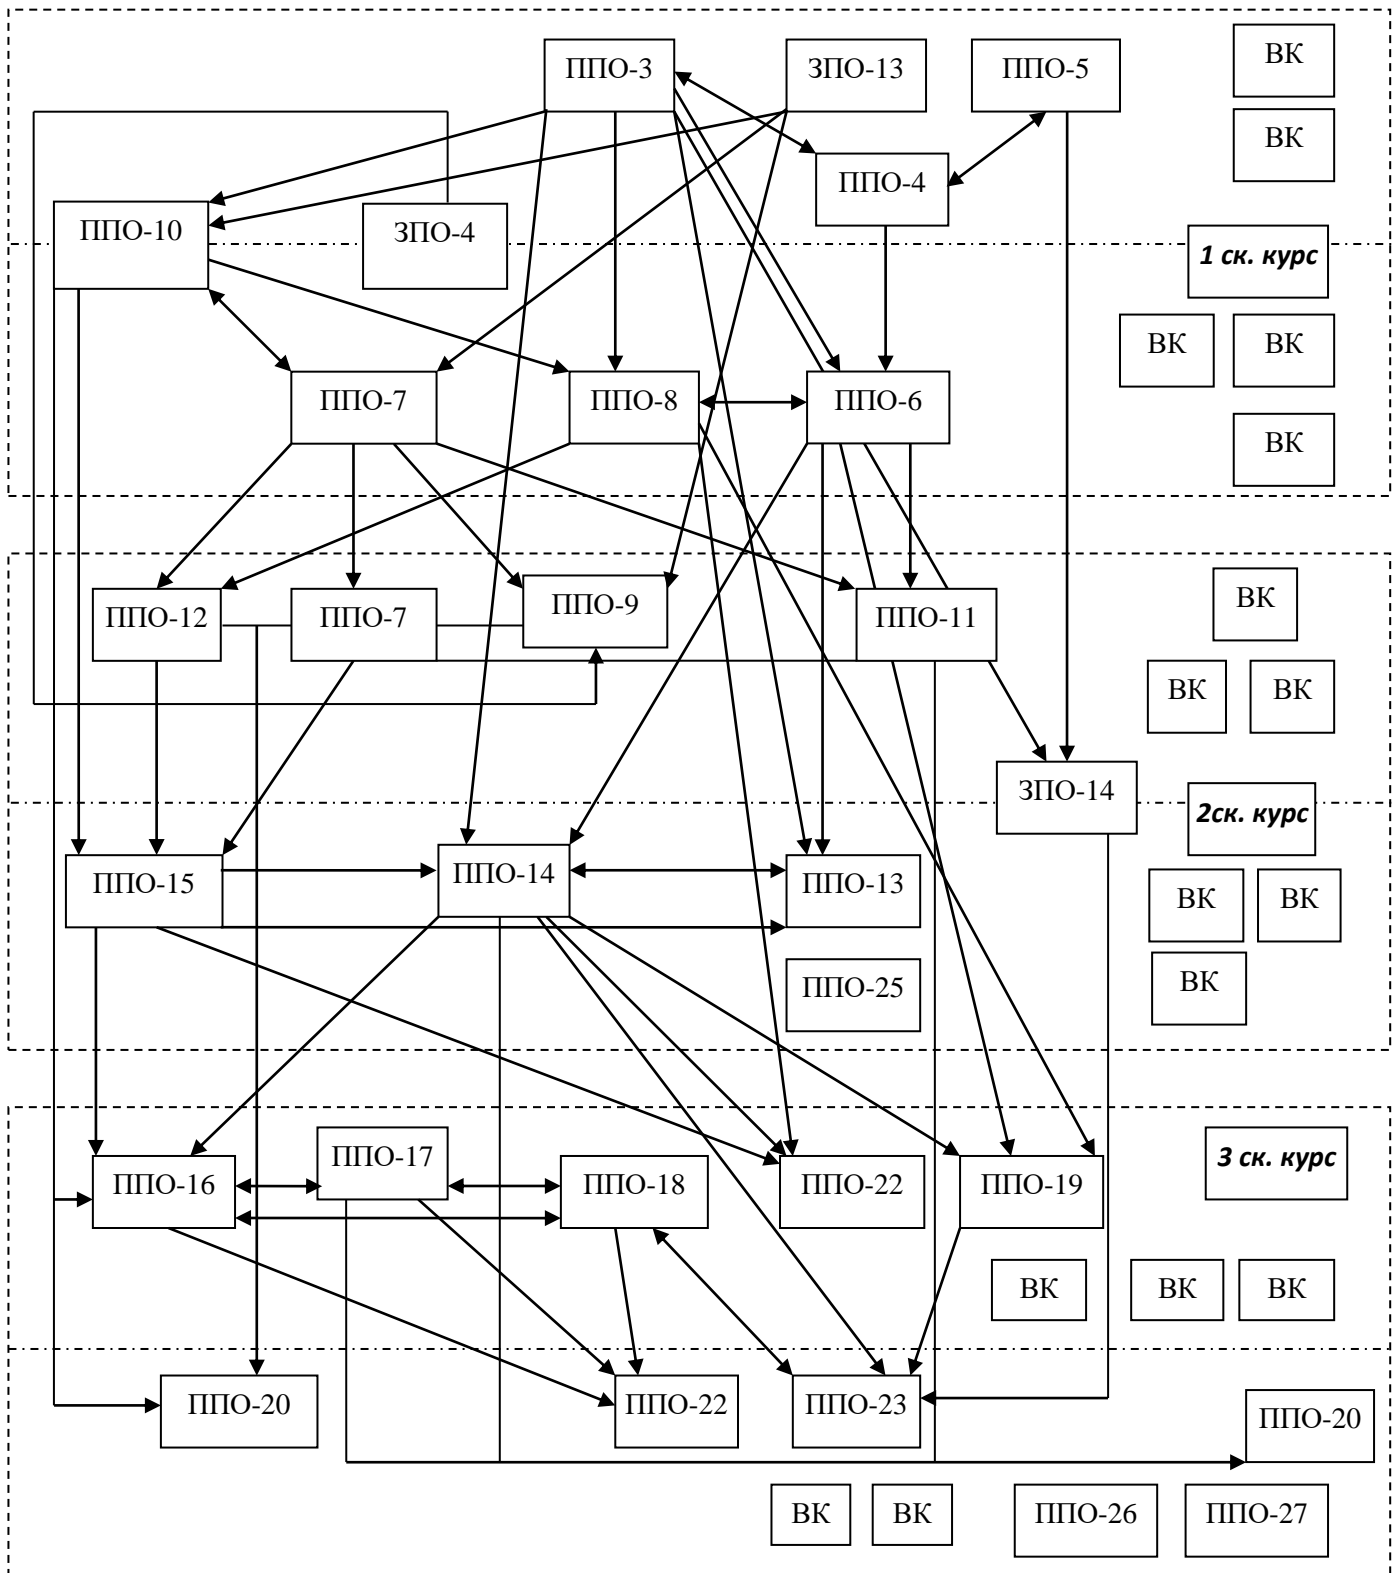 ППО-3
ЗПО-13
ППО-5
ВК
ВК
ППО-4
ППО-10
ЗПО-4
1 ск. курс
ВК
ВК
ППО-7
ППО-8
ППО-6
ВК
ППО-12
ППО-7
ППО-9
ППО-11
ВК
ВК
ВК
ЗПО-14
2ск. курс
ППО-15
ППО-14
ППО-13
ВК
ВК
ППО-25
ВК
ППО-16
ППО-17
ППО-18
ППО-22
ППО-19
3 ск. курс
ВК
ВК
ВК
ППО-20
ППО-22
ППО-23
ППО-20
ВК
ВК
ППО-26
ППО-27